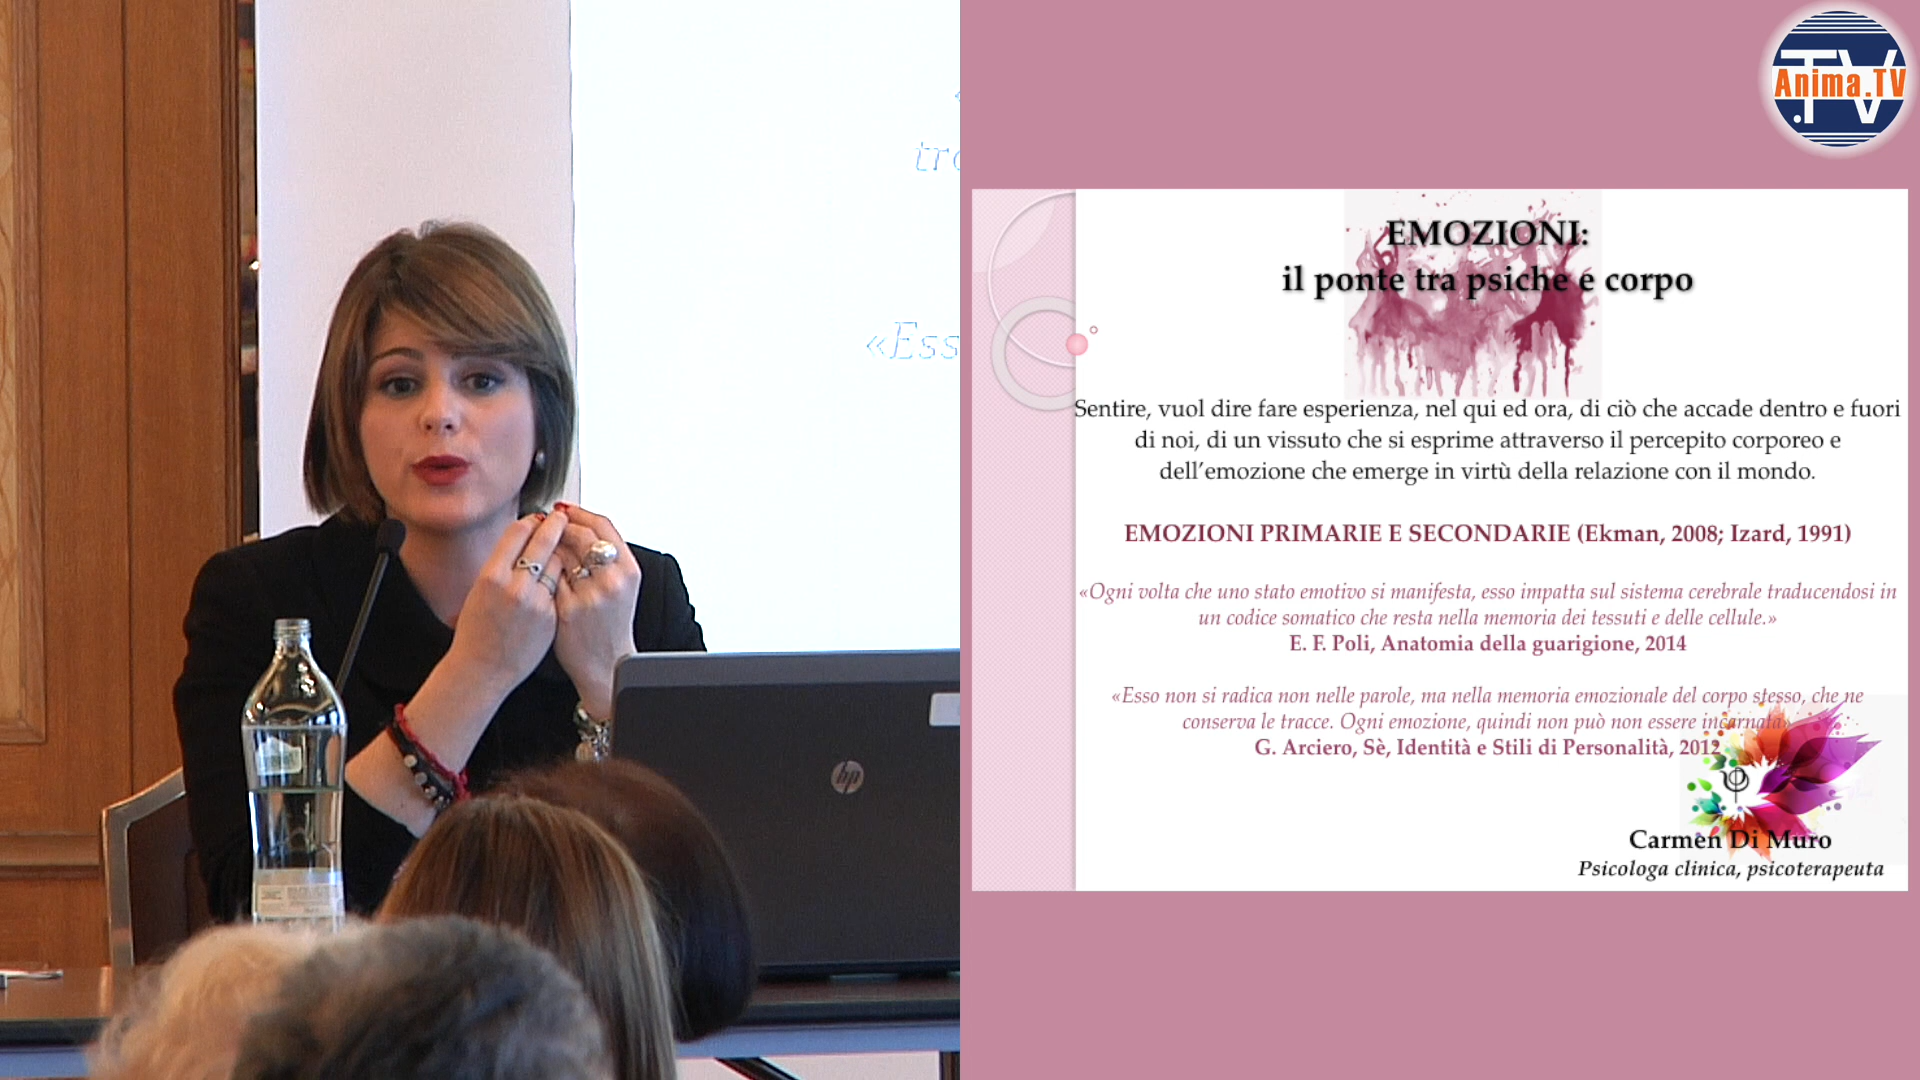 tr
«Ess
hp
.TV
Anima.TV
EMOZIONI:
il ponte tra psiche e corpo
Sentire, vuol dire fare esperienza, nel qui ed ora, di ciò che accade dentro e fuori
di noi, di un vissuto che si esprime attraverso il percepito corporeo e
dell'emozione che emerge in virtù della relazione con il mondo.
EMOZIONI PRIMARIE E SECONDARIE (Ekman, 2008; Izard, 1991)
«Ogni volta che uno stato emotivo si manifesta, esso impatta sul sistema cerebrale traducendosi in
un codice somatico che resta nella memoria dei tessuti e delle cellule.»
E. F. Poli, Anatomia della guarigione, 2014
«Esso non si radica non nelle parole, ma nella memoria emozionale del corpo stesso, che ne
conserva le tracce. Ogni emozione, quindi non può non essere incarnata»
G. Arciero, Sè, Identità e Stili di Personalità, 2012
Carmen Di Muro
Psicologa clinica, psicoterapeuta